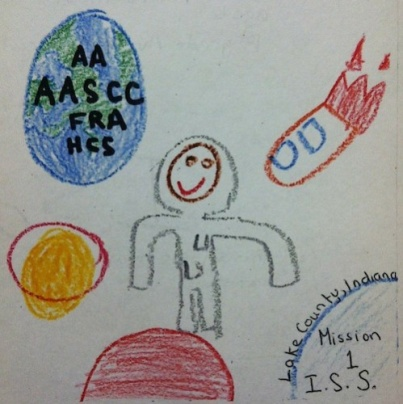 AA
AASCC
FRA
HCS
Lake County, Indiana
Mission
1
I.S.S.